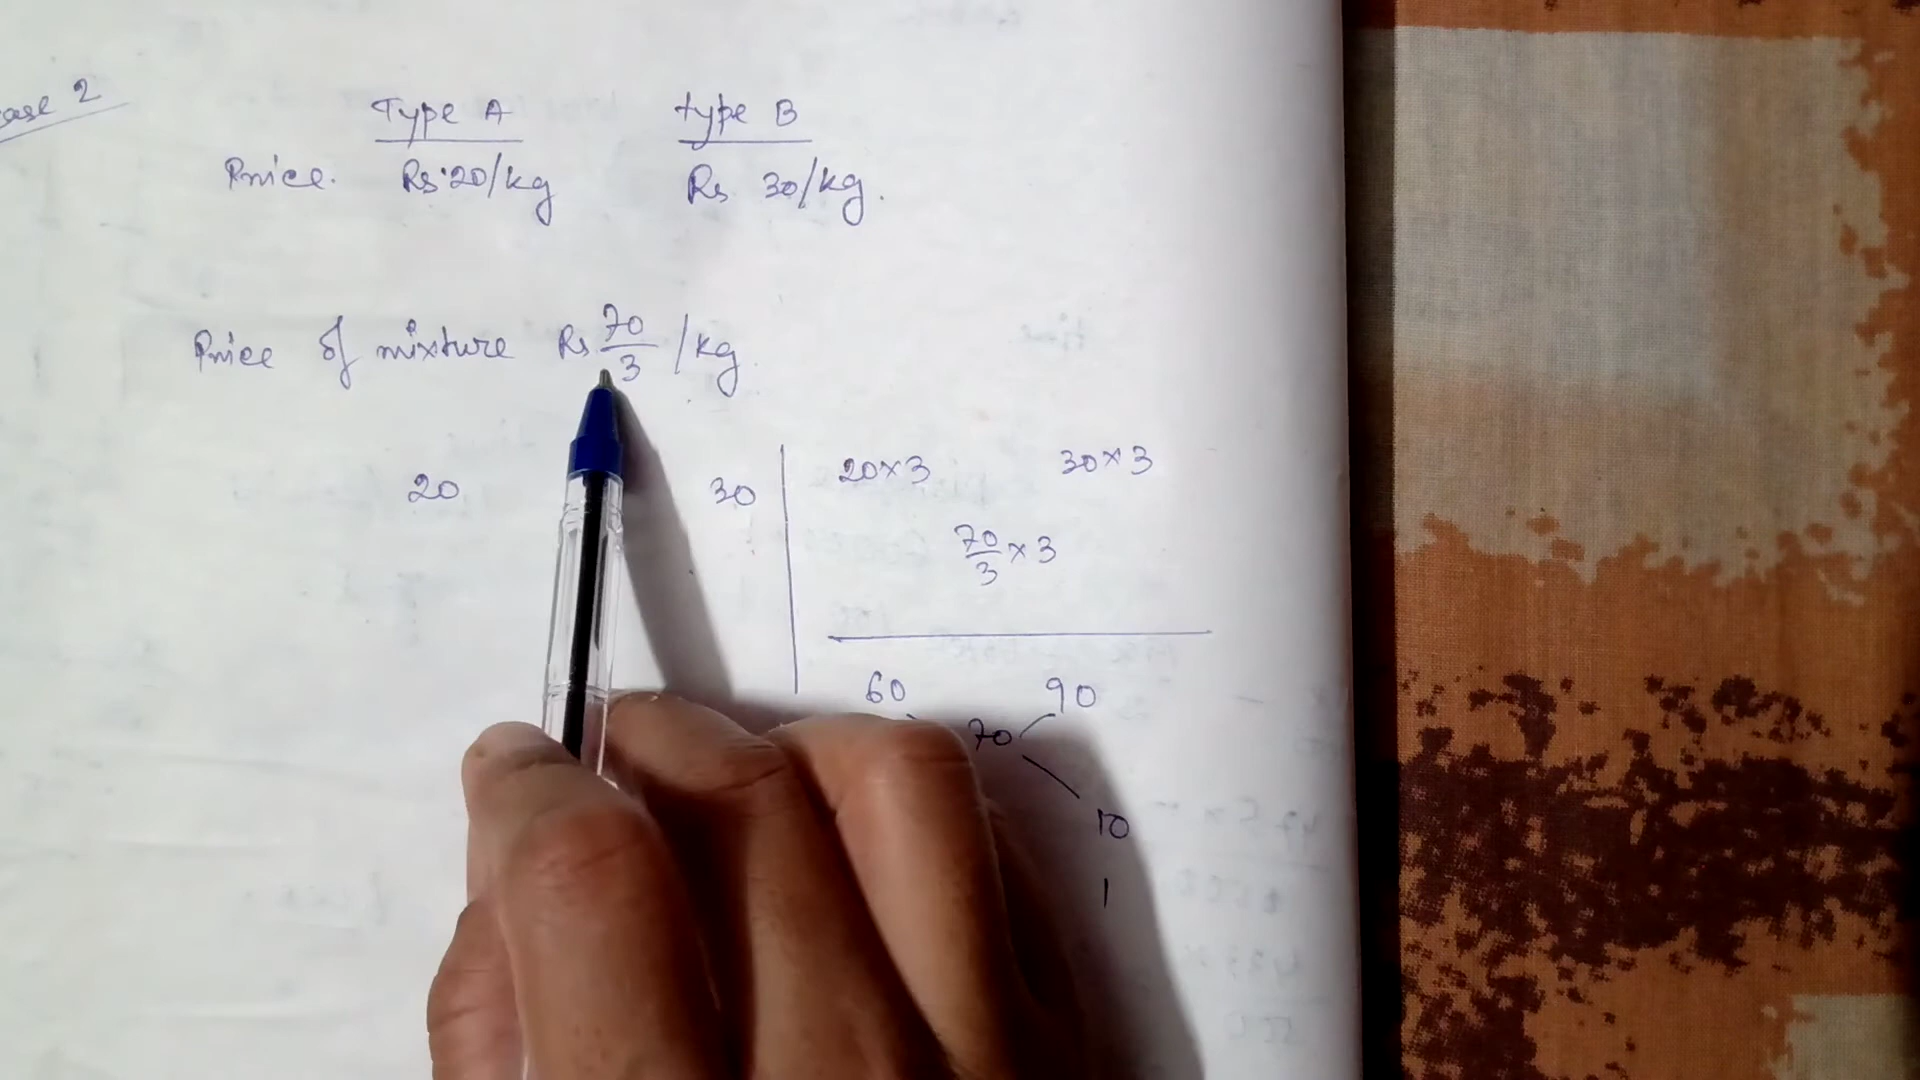 ase 2
Type A type B
Price. Rs.20/kg Rs 30/kg.
Price of mixture Rs 70/3 /kg
20 30
20×3 30×3
70/3 ×3
60 90
70
10
1